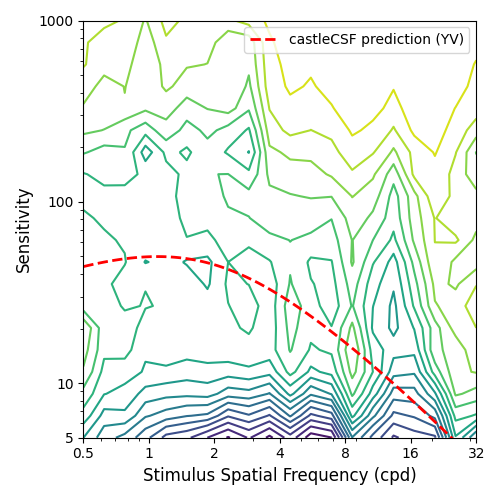 1000
castleCSF prediction (YV)
100
Sensitivity
10
5
0.5 1 2 4 8 16 32
Stimulus Spatial Frequency (cpd)